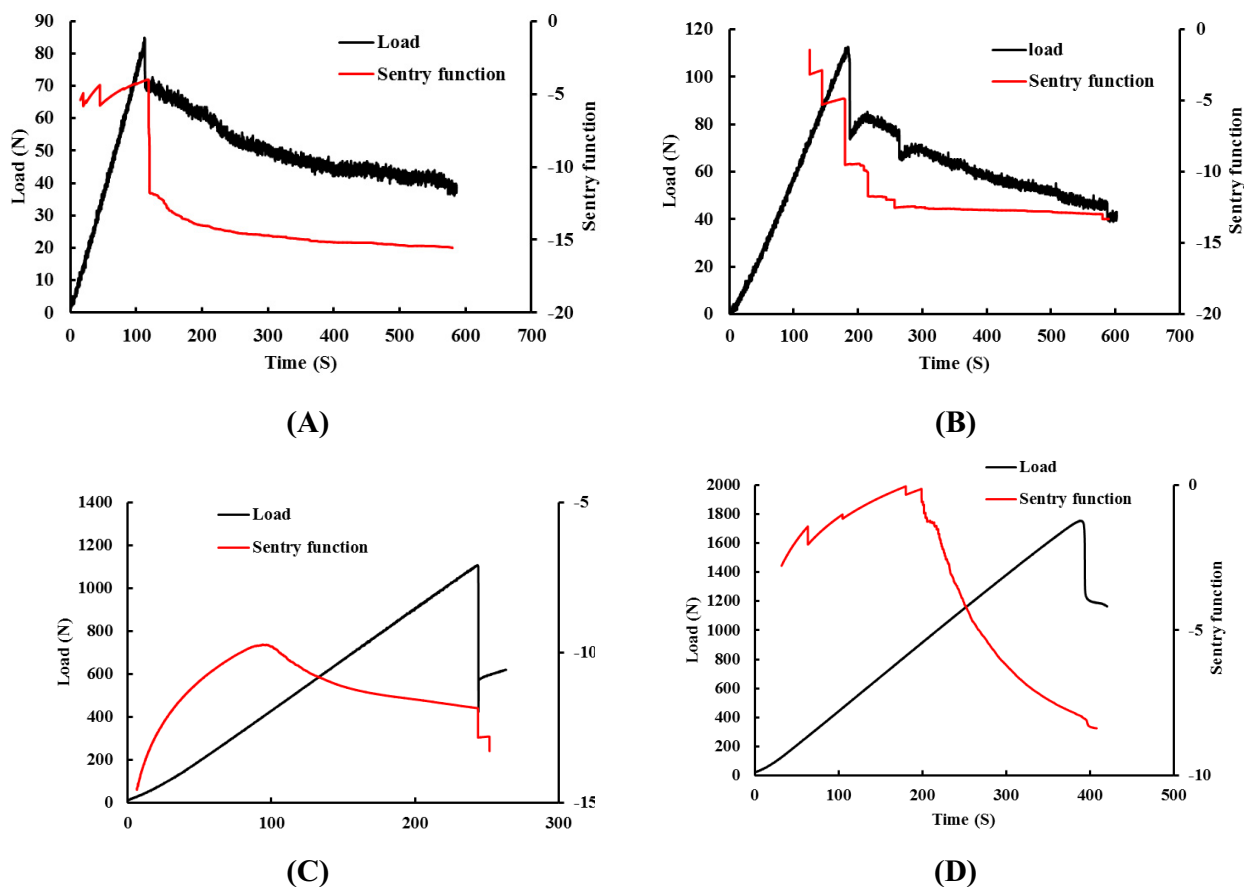 90
80
70
60
50
40
30
20
10
0
Load (N)
Load
Sentry function
0
-5
-10
-15
-20
Sentry function
0 100 200 300 400 500 600 700
Time (S)
(A)
120
100
80
60
40
20
0
Load (N)
load
Sentry function
0
-5
-10
-15
-20
Sentry function
0 100 200 300 400 500 600 700
Time (S)
(B)
1400
1200
1000
800
600
400
200
0
Load (N)
Load
Sentry function
-5
-10
-15
0 100 200 300
(C)
2000
1800
1600
1400
1200
1000
800
600
400
200
0
Load (N)
Load
Sentry function
0
-5
-10
Sentry function
0 100 200 300 400 500
Time (S)
(D)